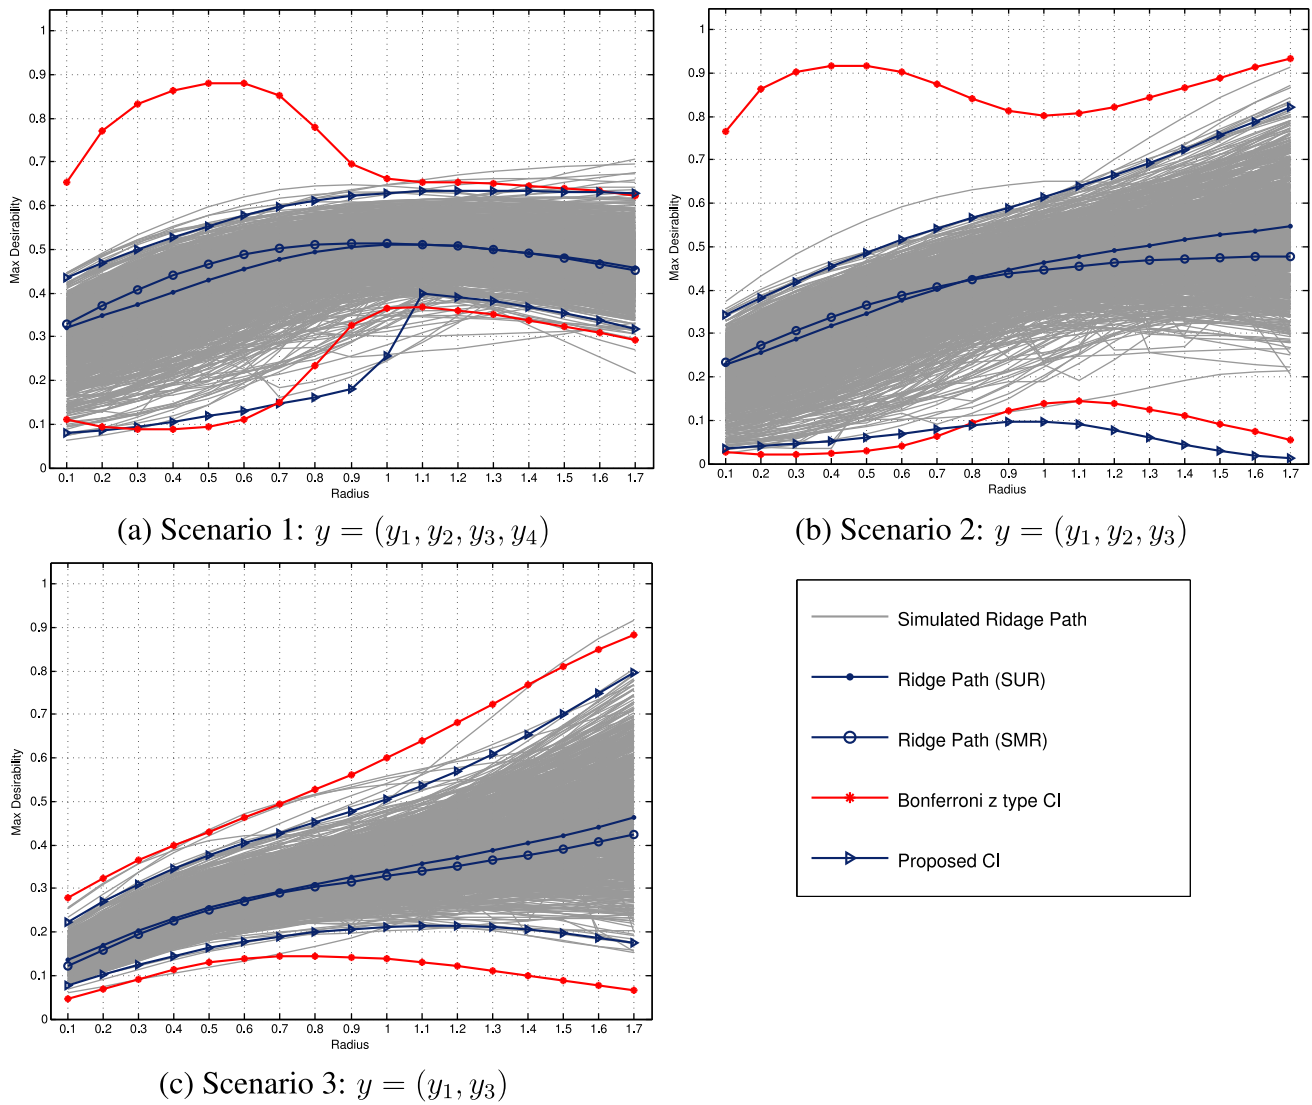 1
0.9
0.8
0.7
0.6
0.5
0.4
0.3
0.2
0.1
0
Max Desirability
0.1 0.2 0.3 0.4 0.5 0.6 0.7 0.8 0.9 1 1.1 1.2 1.3 1.4 1.5 1.6 1.7
Radius
(a) Scenario 1: y = (y₁, y₂, y₃, y₄)
1
0.9
0.8
0.7
0.6
0.5
0.4
0.3
0.2
0.1
0
Max Desirability
0.1 0.2 0.3 0.4 0.5 0.6 0.7 0.8 0.9 1 1.1 1.2 1.3 1.4 1.5 1.6 1.7
Radius
(b) Scenario 2: y = (y₁, y₂, y₃)
1
0.9
0.8
0.7
0.6
0.5
0.4
0.3
0.2
0.1
0
Max Desirability
0.1 0.2 0.3 0.4 0.5 0.6 0.7 0.8 0.9 1 1.1 1.2 1.3 1.4 1.5 1.6 1.7
Radius
(c) Scenario 3: y = (y₁, y₃)
Simulated Ridage Path
Ridge Path (SUR)
Ridge Path (SMR)
Bonferroni z type CI
Proposed CI